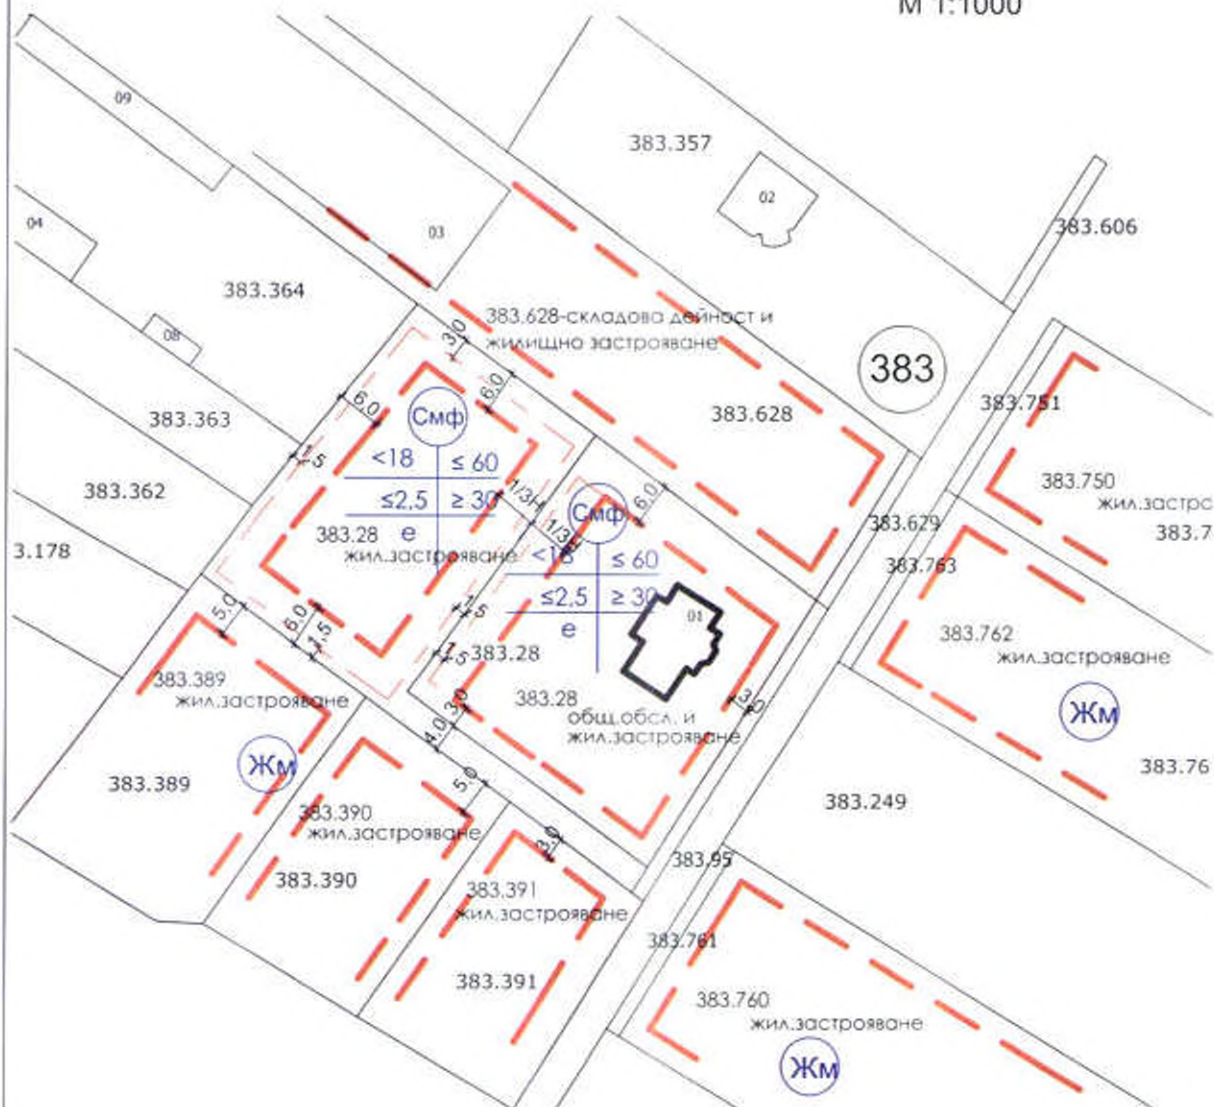 М 1:1000
09
383.357
02
04
03
383.606
383.364
08
383.628-складова дейност и
жилищно застрояване
3,0
383
6,0
6,0
Смф
383.628
383.751
383.363
<18 ≤ 60
1,5
383.750
жил.застро
383.362
≤2,5 ≥ 30
1/3Н
6,0
Смф
383.629
383.7
3.178
383.28
е
жил.застрояване
1/3Н
≤ 60
383.763
≤2,5 ≥ 30
е
5,0
6,0
1,5
1,5
01
383.762
жил.застрояване
1,5
383.28
383.389
жил.застрояване
383.28
3,0
общ.обсл. и
жил.застрояване
3,0
4,0
Жм
Жм
383.389
5,0
383.76
383.390
жил.застрояване
383.249
3,0
383.95
383.390
383.391
жил.застрояване
383.761
383.391
383.760
жил.застрояване
Жм